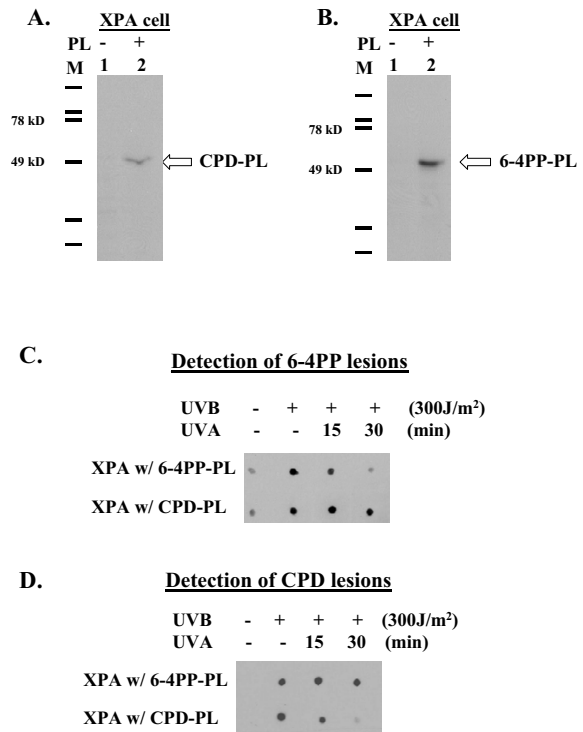 A.
XPA cell
PL - +
M 1 2
78 kD
49 kD
CPD-PL
B.
XPA cell
PL - +
M 1 2
78 kD
49 kD
6-4PP-PL
C.
Detection of 6-4PP lesions
UVB - + + + (300J/m²)
UVA - - 15 30 (min)
XPA w/ 6-4PP-PL
XPA w/ CPD-PL
D.
Detection of CPD lesions
UVB - + + + (300J/m²)
UVA - - 15 30 (min)
XPA w/ 6-4PP-PL
XPA w/ CPD-PL